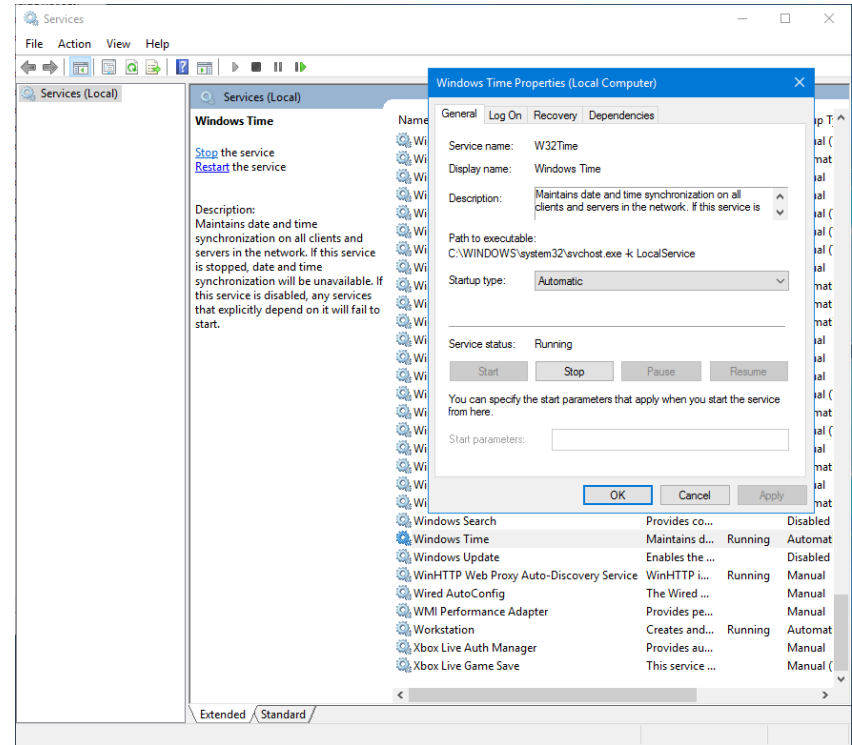 Services
File Action View Help
Services (Local)
Services (Local)
Windows Time
Stop the service
Restart the service
Description:
Maintains date and time
synchronization on all clients and
servers in the network. If this service
is stopped, date and time
synchronization will be unavailable. If
this service is disabled, any services
that explicitly depend on it will fail to
start.
Name
Windows Time Properties (Local Computer)
General Log On Recovery Dependencies
Service name: W32Time
Display name: Windows Time
Description: Maintains date and time synchronization on all
clients and servers in the network. If this service is
Path to executable:
C:\WINDOWS\system32\svchost.exe -k LocalService
Startup type: Automatic
Service status: Running
Start Stop Pause Resume
You can specify the start parameters that apply when you start the service
from here.
Start parameters:
OK Cancel Apply
Windows Search Provides co... Disabled
Windows Time Maintains d... Running Automat
Windows Update Enables the ... Disabled
WinHTTP Web Proxy Auto-Discovery Service WinHTTP i... Running Manual
Wired AutoConfig The Wired ... Manual
WMI Performance Adapter Provides pe... Manual
Workstation Creates and... Running Automat
Xbox Live Auth Manager Provides au... Manual
Xbox Live Game Save This service ... Manual (
Extended Standard